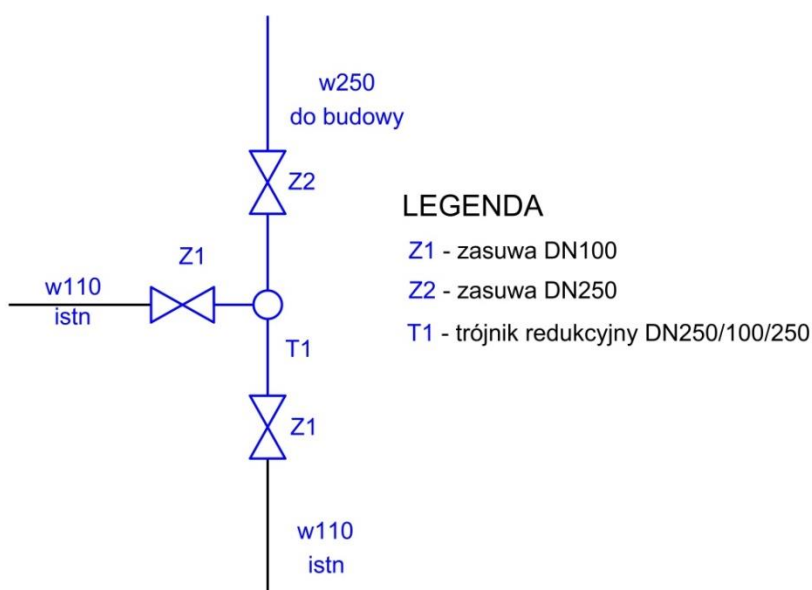 w250
do budowy
Z2
Z1
w110
istn
T1
Z1
w110
istn
LEGENDA
Z1 - zasuwa DN100
Z2 - zasuwa DN250
T1 - trójnik redukcyjny DN250/100/250